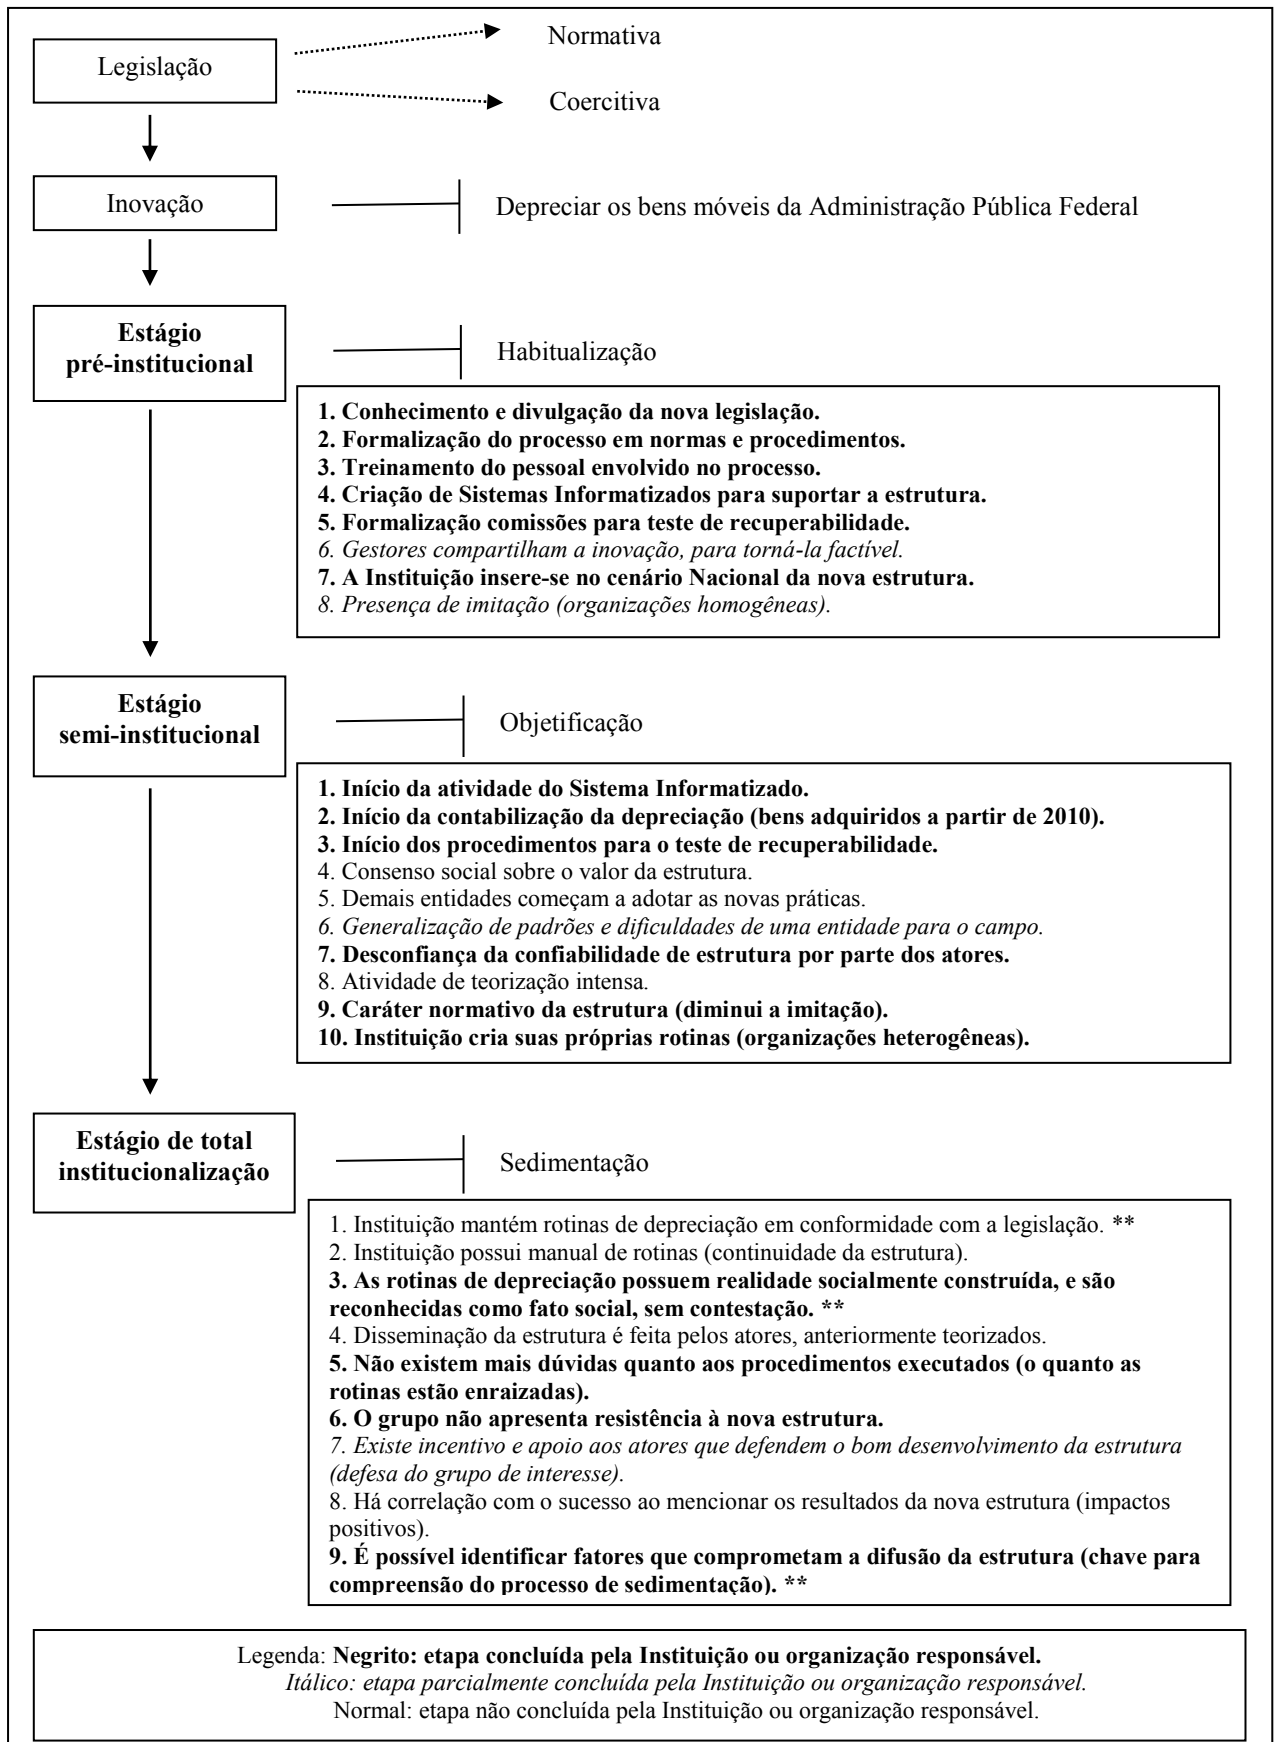 Legislação
Normativa
Coercitiva
Inovação
Depreciar os bens móveis da Administração Pública Federal
Estágio
pré-institucional
Habitualização
1. Conhecimento e divulgação da nova legislação.
2. Formalização do processo em normas e procedimentos.
3. Treinamento do pessoal envolvido no processo.
4. Criação de Sistemas Informatizados para suportar a estrutura.
5. Formalização comissões para teste de recuperabilidade.
6. Gestores compartilham a inovação, para torná-la factível.
7. A Instituição insere-se no cenário Nacional da nova estrutura.
8. Presença de imitação (organizações homogêneas).
Estágio
semi-institucional
Objetificação
1. Início da atividade do Sistema Informatizado.
2. Início da contabilização da depreciação (bens adquiridos a partir de 2010).
3. Início dos procedimentos para o teste de recuperabilidade.
4. Consenso social sobre o valor da estrutura.
5. Demais entidades começam a adotar as novas práticas.
6. Generalização de padrões e dificuldades de uma entidade para o campo.
7. Desconfiança da confiabilidade de estrutura por parte dos atores.
8. Atividade de teorização intensa.
9. Caráter normativo da estrutura (diminui a imitação).
10. Instituição cria suas próprias rotinas (organizações heterogêneas).
Estágio de total
institucionalização
Sedimentação
1. Instituição mantém rotinas de depreciação em conformidade com a legislação. **
2. Instituição possui manual de rotinas (continuidade da estrutura).
3. As rotinas de depreciação possuem realidade socialmente construída, e são
reconhecidas como fato social, sem contestação. **
4. Disseminação da estrutura é feita pelos atores, anteriormente teorizados.
5. Não existem mais dúvidas quanto aos procedimentos executados (o quanto as
rotinas estão enraizadas).
6. O grupo não apresenta resistência à nova estrutura.
7. Existe incentivo e apoio aos atores que defendem o bom desenvolvimento da estrutura
(defesa do grupo de interesse).
8. Há correlação com o sucesso ao mencionar os resultados da nova estrutura (impactos
positivos).
9. É possível identificar fatores que comprometam a difusão da estrutura (chave para
compreensão do processo de sedimentação). **
Legenda: Negrito: etapa concluída pela Instituição ou organização responsável.
Itálico: etapa parcialmente concluída pela Instituição ou organização responsável.
Normal: etapa não concluída pela Instituição ou organização responsável.